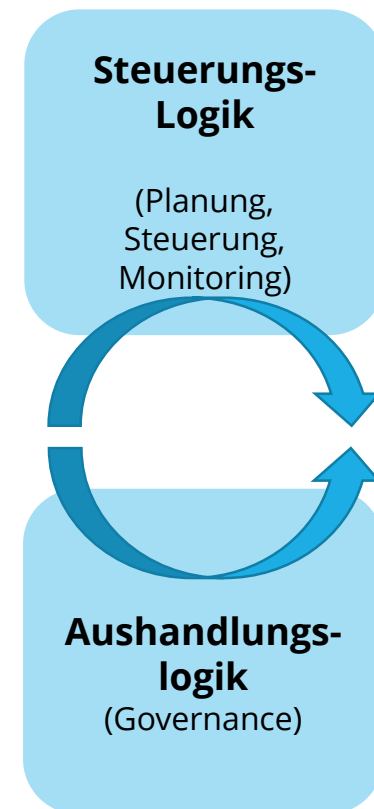 Steuerungs-
Logik
(Planung,
Steuerung,
Monitoring)
Aushandlungs-
logik
(Governance)